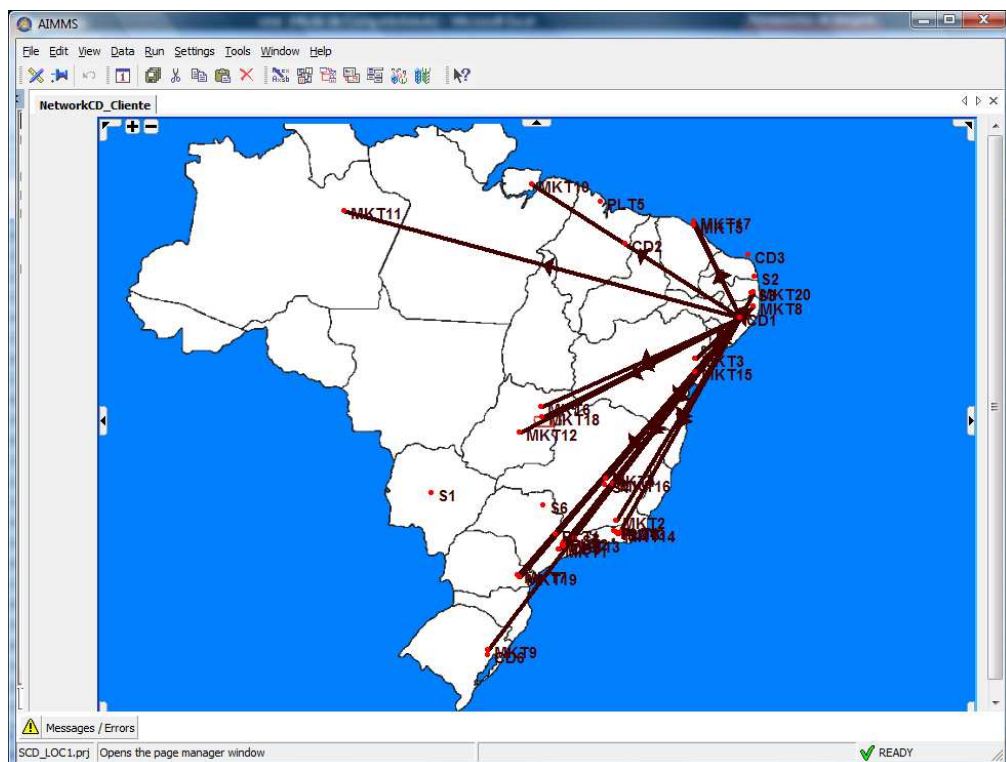 AIMMS
File Edit View Data Run Settings Tools Window Help
NetworkCD_Cliente
MKT10
PLT5
MKT11
MKT17
CD2
CD3
S2
MKT20
MKT8
CD1
MKT3
MKT15
MKT6
MKT18
MKT12
MKT16
S1
S6
MKT2
MKT19
MKT9
CD6
Messages / Errors
SCD_LOC1.prj Opens the page manager window READY